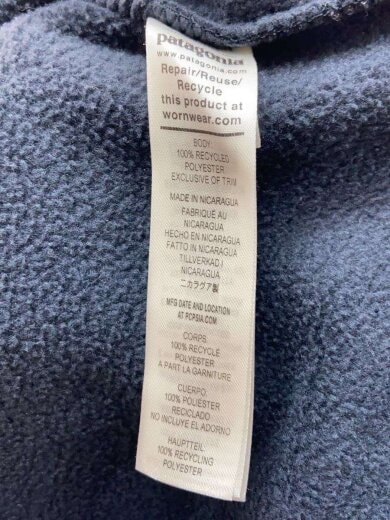 patagonia
www.patagonia.com
Repair/Reuse/
Recycle
this product at
wornwear.com
BODY
100% RECYCLED
POLYESTER
EXCLUSIVE OF TRIM
MADE IN NICARAGUA
FABRIQUÉ AU
NICARAGUA
HECHO EN NICARAGUA
FATTO IN NICARAGUA
TILLVERKAD I
NICARAGUA
ニカラグア製
MFG DATE AND LOCATION
AT PCPSIA.COM
CORPS
100% RECYCLE
POLYESTER
A PART LA GARNITURE
CUERPO
100% POLIESTER
RECICLADO
NO INCLUYE EL ADORNO
HAUPTTEIL
100% RECYCLING
POLYESTER